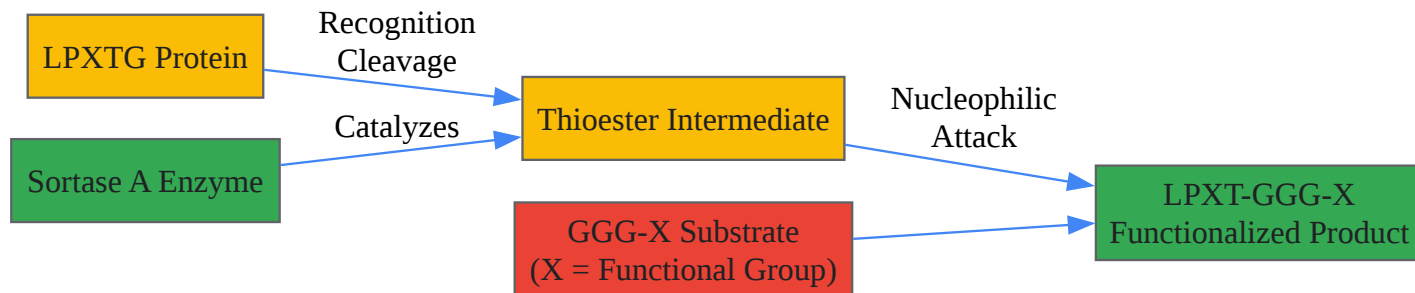 LPXTG Protein
Recognition
Cleavage
Sortase A Enzyme
Catalyzes
Thioester Intermediate
Nucleophilic
Attack
GGG-X Substrate
(X = Functional Group)
LPXT-GGG-X
Functionalized Product